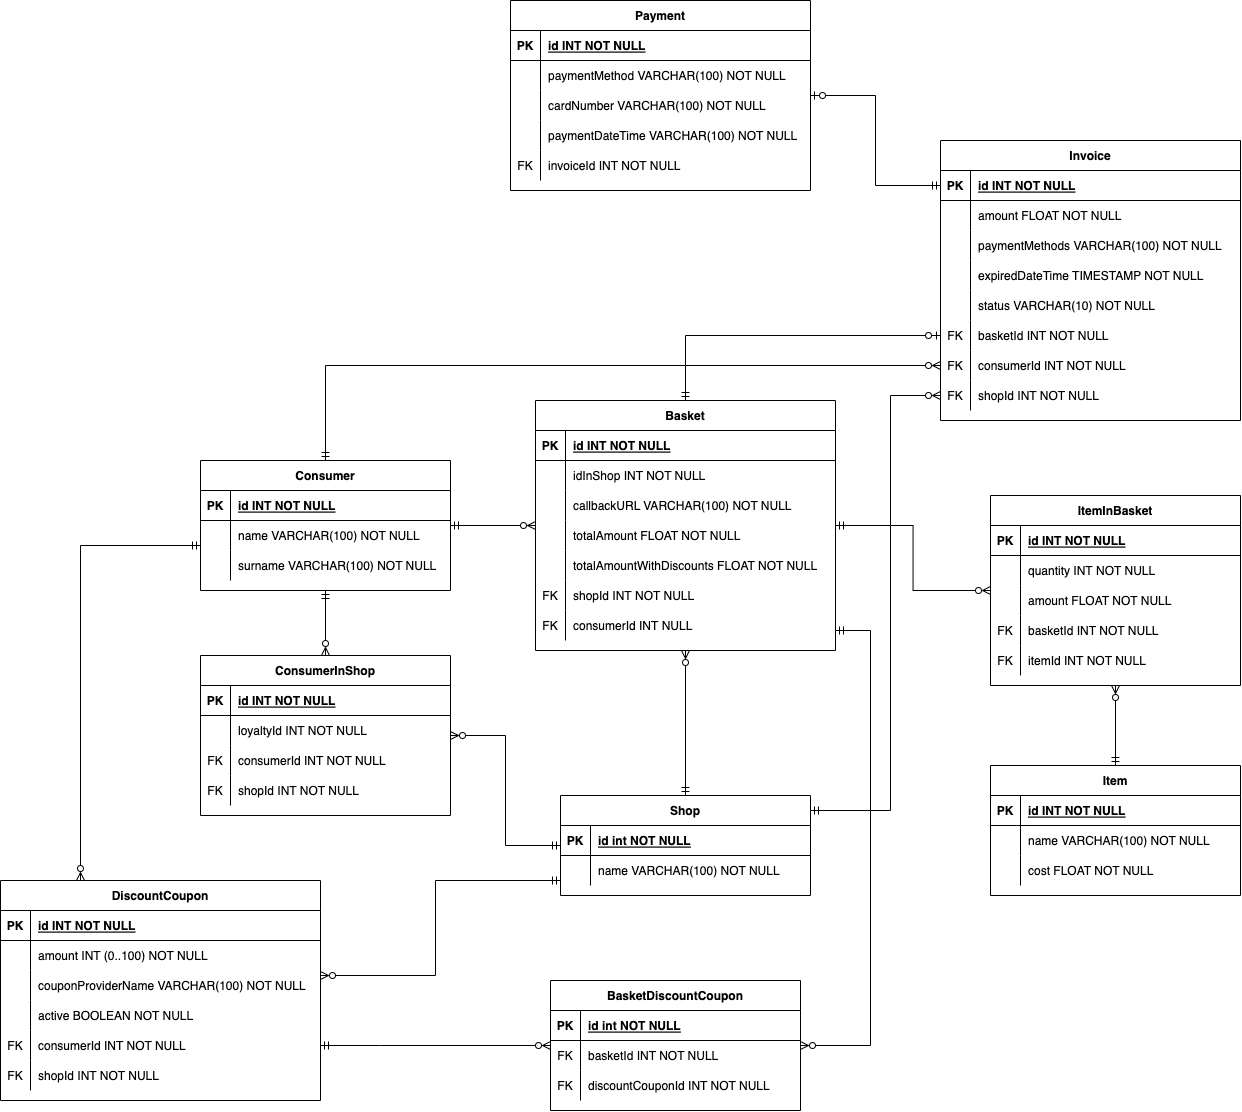 Payment
PK id INT NOT NULL
paymentMethod VARCHAR(100) NOT NULL
cardNumber VARCHAR(100) NOT NULL
paymentDateTime VARCHAR(100) NOT NULL
FK invoiceId INT NOT NULL
Invoice
PK id INT NOT NULL
amount FLOAT NOT NULL
paymentMethods VARCHAR(100) NOT NULL
expiredDateTime TIMESTAMP NOT NULL
status VARCHAR(10) NOT NULL
FK basketId INT NOT NULL
FK consumerId INT NOT NULL
FK shopId INT NOT NULL
Basket
PK id INT NOT NULL
idInShop INT NOT NULL
callbackURL VARCHAR(100) NOT NULL
totalAmount FLOAT NOT NULL
totalAmountWithDiscounts FLOAT NOT NULL
FK shopId INT NOT NULL
FK consumerId INT NULL
Consumer
PK id INT NOT NULL
name VARCHAR(100) NOT NULL
surname VARCHAR(100) NOT NULL
ItemInBasket
PK id INT NOT NULL
quantity INT NOT NULL
amount FLOAT NOT NULL
FK basketId INT NOT NULL
FK itemId INT NOT NULL
ConsumerInShop
PK id INT NOT NULL
loyaltyId INT NOT NULL
FK consumerId INT NOT NULL
FK shopId INT NOT NULL
Shop
PK id int NOT NULL
name VARCHAR(100) NOT NULL
Item
PK id INT NOT NULL
name VARCHAR(100) NOT NULL
cost FLOAT NOT NULL
DiscountCoupon
PK id INT NOT NULL
amount INT (0..100) NOT NULL
couponProviderName VARCHAR(100) NOT NULL
active BOOLEAN NOT NULL
FK consumerId INT NOT NULL
FK shopId INT NOT NULL
BasketDiscountCoupon
PK id int NOT NULL
FK basketId INT NOT NULL
FK discountCouponId INT NOT NULL